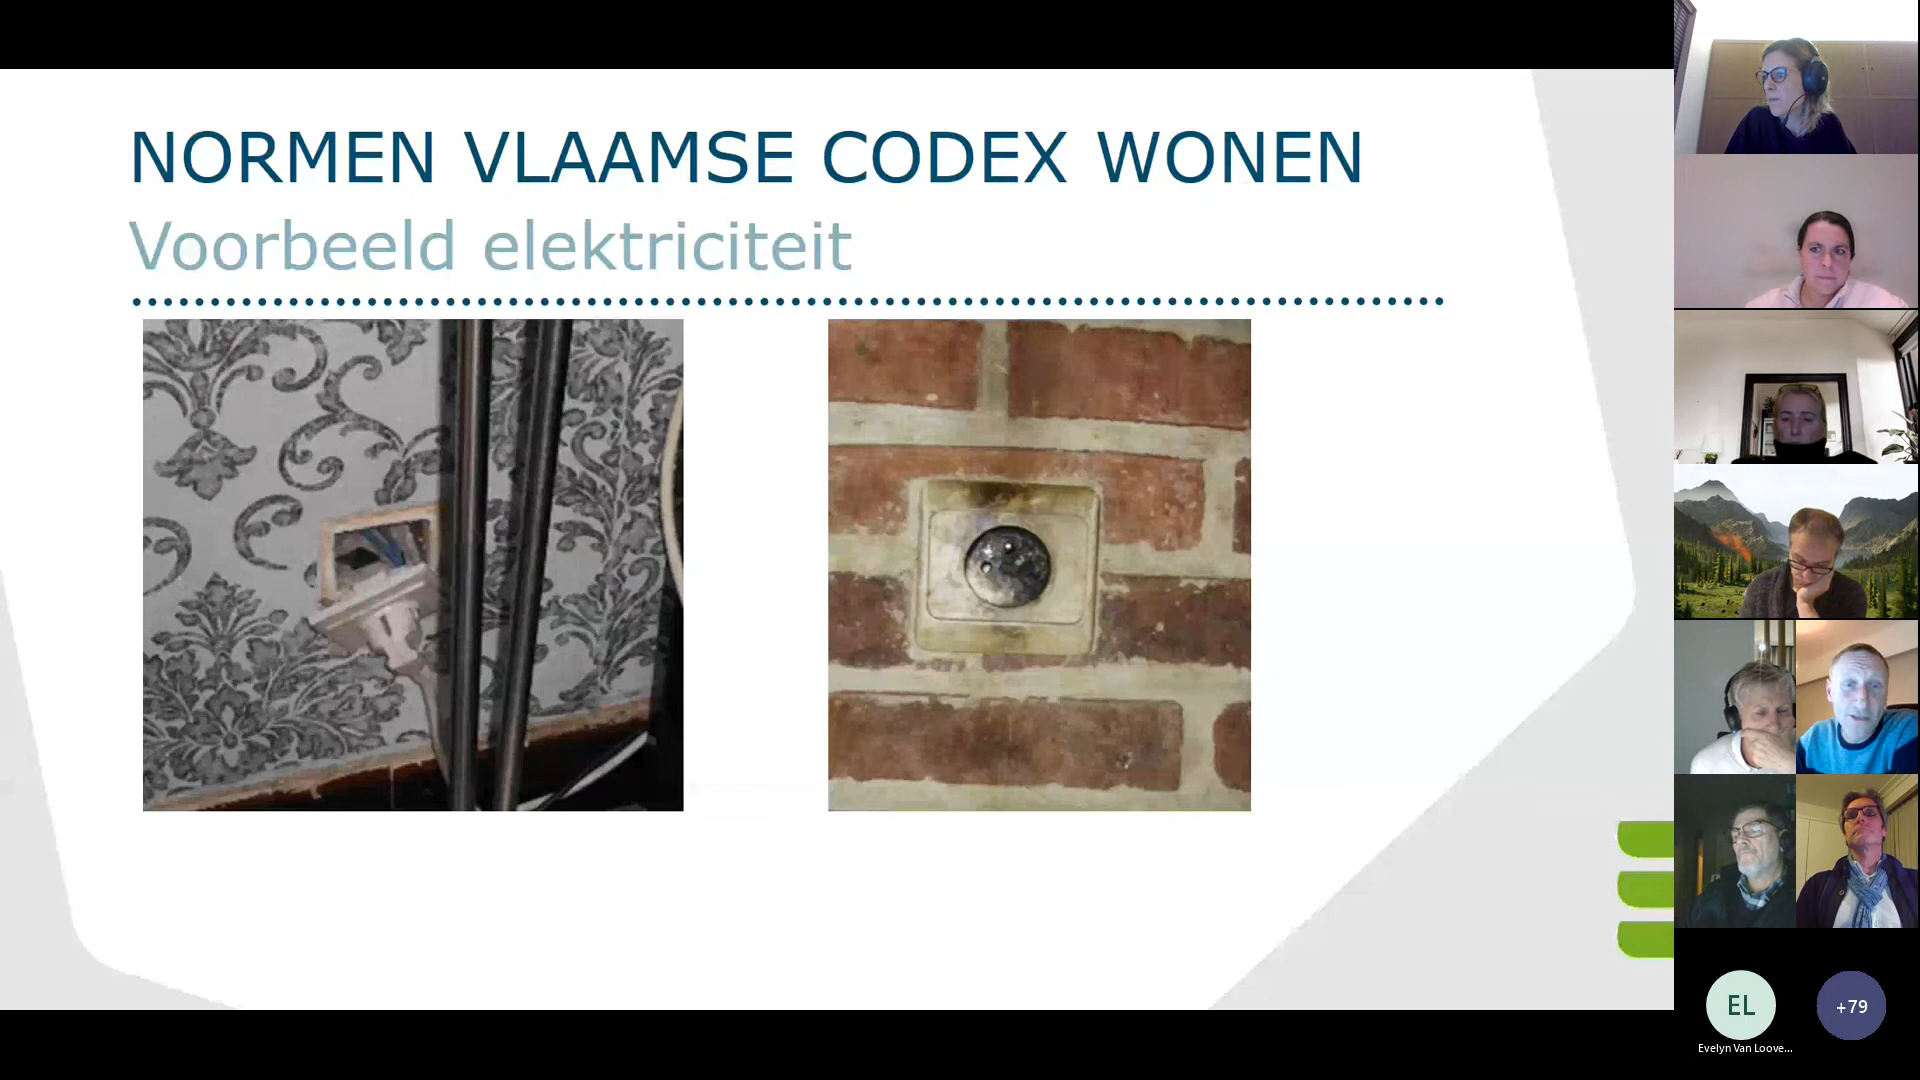 NORMEN VLAAMSE CODEX WONEN
Voorbeeld elektriciteit
EL
+79
Evelyn Van Loove...